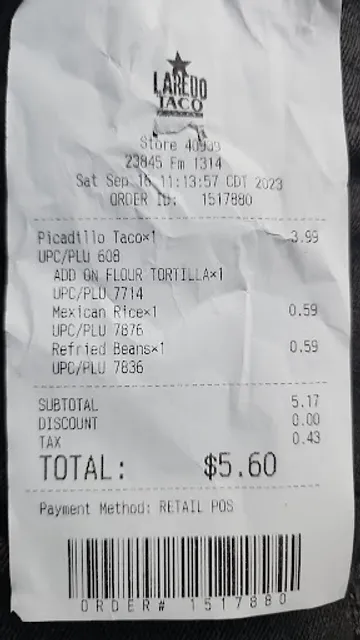 LAREDO
TACO
Store 40939
23845 Fm 1314
Sat Sep 16 11:13:57 CDT 2023
ORDER ID: 1517880
Picadillo Taco×1 3.99
UPC/PLU 608
ADD ON FLOUR TORTILLA×1
UPC/PLU 7714
Mexican Rice×1 0.59
UPC/PLU 7876
Refried Beans×1 0.59
UPC/PLU 7836
SUBTOTAL 5.17
DISCOUNT 0.00
TAX 0.43
TOTAL: $5.60
Payment Method: RETAIL POS
ORDER# 1517880